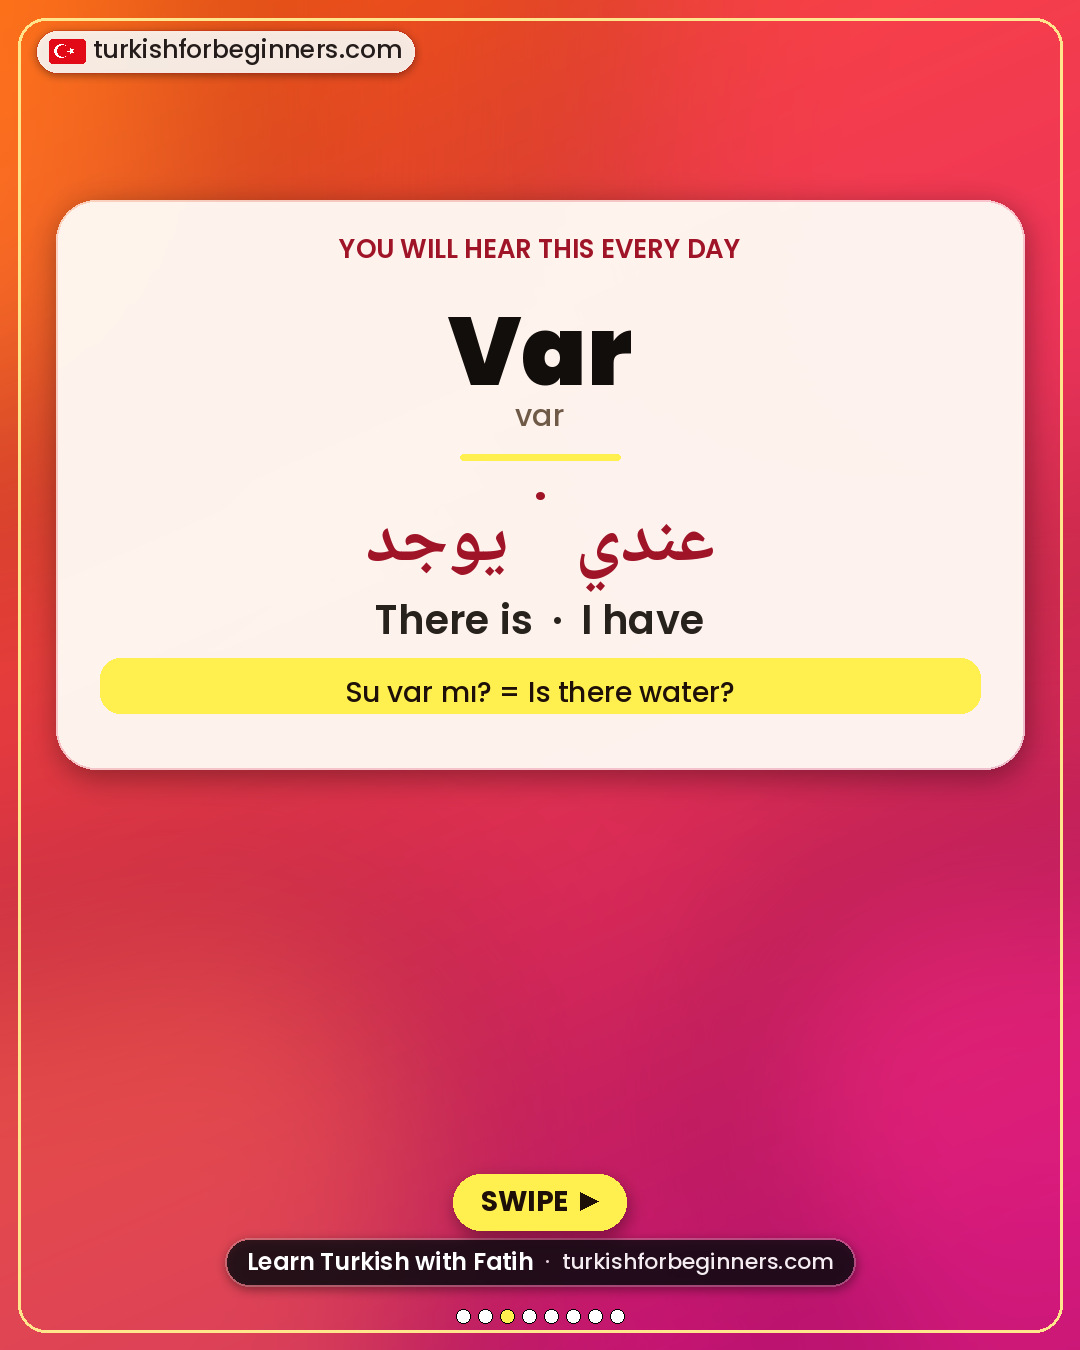 turkishforbeginners.com
YOU WILL HEAR THIS EVERY DAY
Var
var
عندي · يوجد
There is · I have
Su var mı? = Is there water?
SWIPE ▶
Learn Turkish with Fatih · turkishforbeginners.com